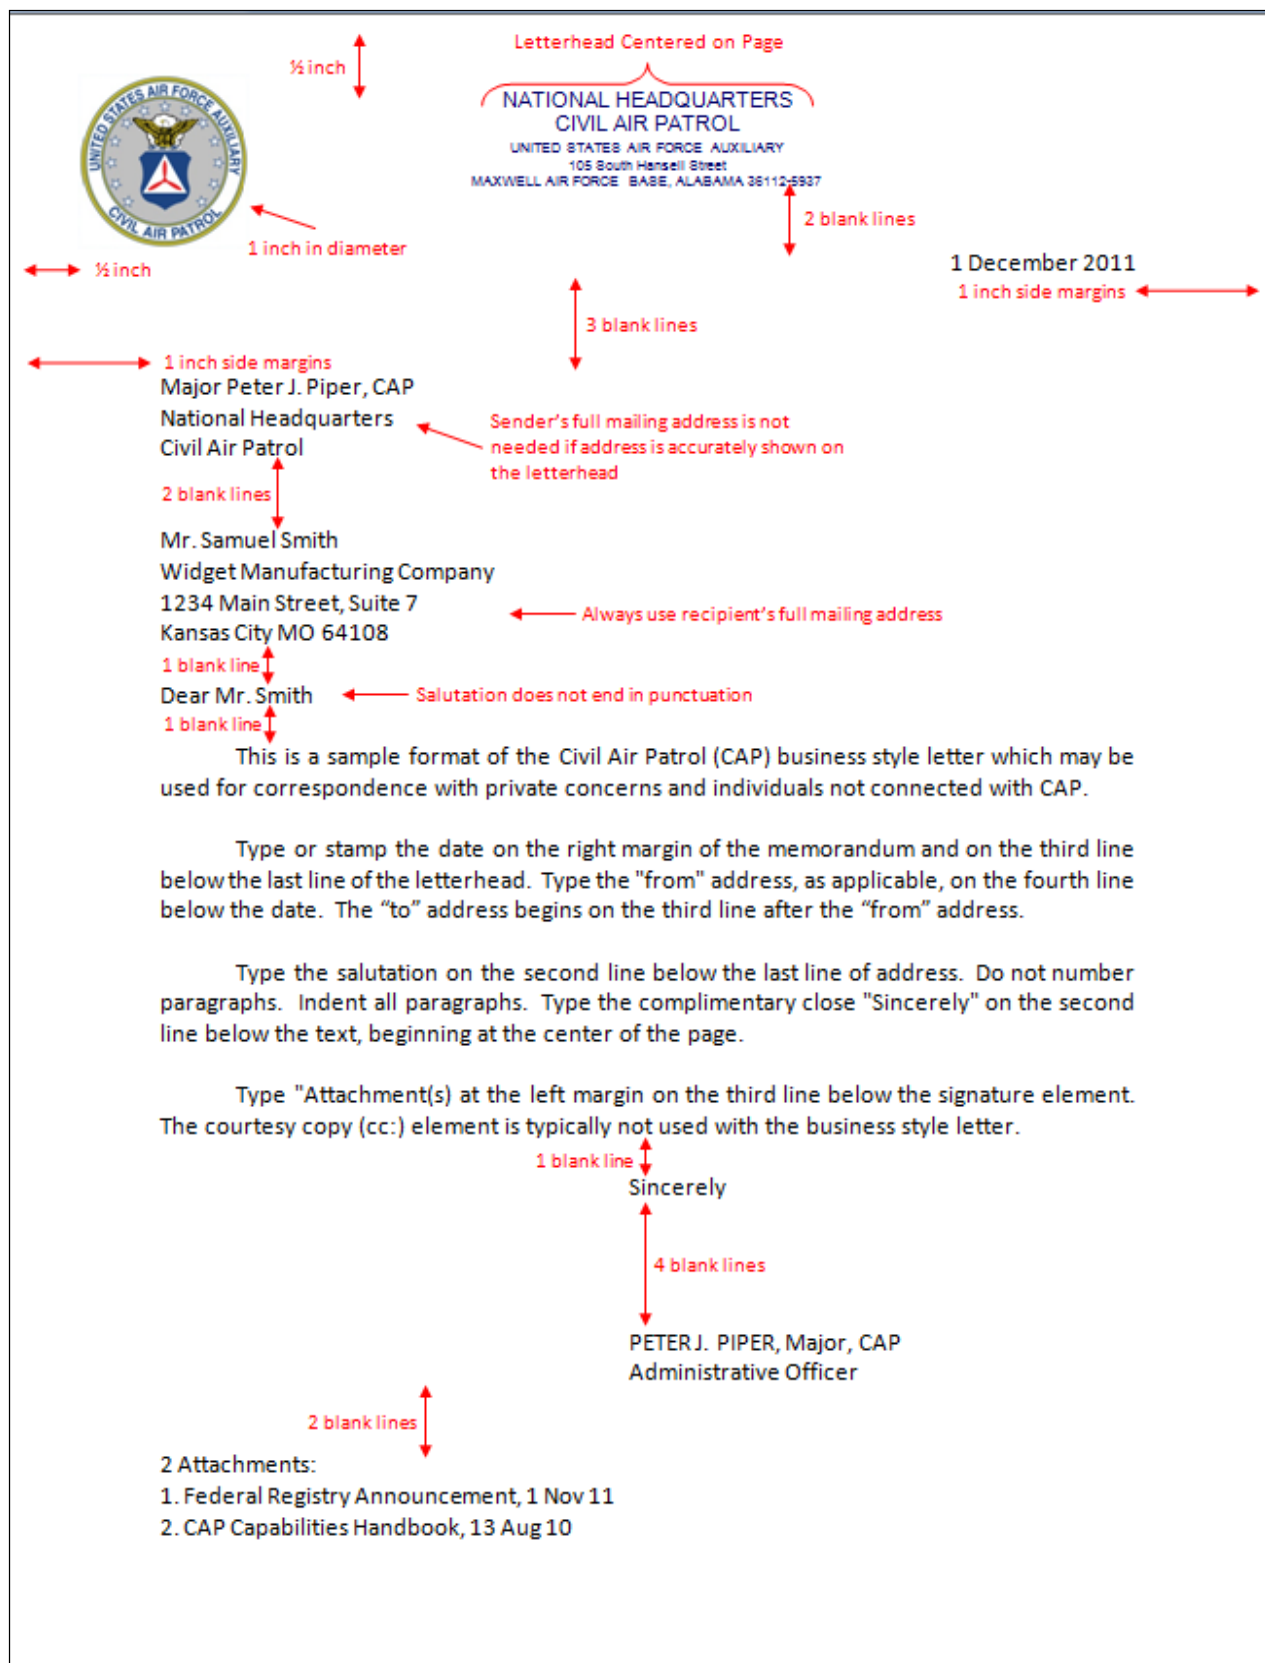 Letterhead Centered on Page
½ inch
NATIONAL HEADQUARTERS
CIVIL AIR PATROL
UNITED STATES AIR FORCE AUXILIARY
105 South Hansell Street
MAXWELL AIR FORCE BASE, ALABAMA 36112-5937
UNITED STATES AIR FORCE AUXILIARY
CIVIL AIR PATROL
2 blank lines
1 inch in diameter
½ inch
1 December 2011
1 inch side margins
3 blank lines
1 inch side margins
Major Peter J. Piper, CAP
National Headquarters
Civil Air Patrol
Sender's full mailing address is not
needed if address is accurately shown on
the letterhead
2 blank lines
Mr. Samuel Smith
Widget Manufacturing Company
1234 Main Street, Suite 7
Kansas City MO 64108
Always use recipient's full mailing address
1 blank line
Dear Mr. Smith
Salutation does not end in punctuation
1 blank line
This is a sample format of the Civil Air Patrol (CAP) business style letter which may be
used for correspondence with private concerns and individuals not connected with CAP.
Type or stamp the date on the right margin of the memorandum and on the third line
below the last line of the letterhead. Type the "from" address, as applicable, on the fourth line
below the date. The “to” address begins on the third line after the “from” address.
Type the salutation on the second line below the last line of address. Do not number
paragraphs. Indent all paragraphs. Type the complimentary close "Sincerely" on the second
line below the text, beginning at the center of the page.
Type "Attachment(s) at the left margin on the third line below the signature element.
The courtesy copy (cc:) element is typically not used with the business style letter.
1 blank line
Sincerely
4 blank lines
PETER J. PIPER, Major, CAP
Administrative Officer
2 blank lines
2 Attachments:
1. Federal Registry Announcement, 1 Nov 11
2. CAP Capabilities Handbook, 13 Aug 10